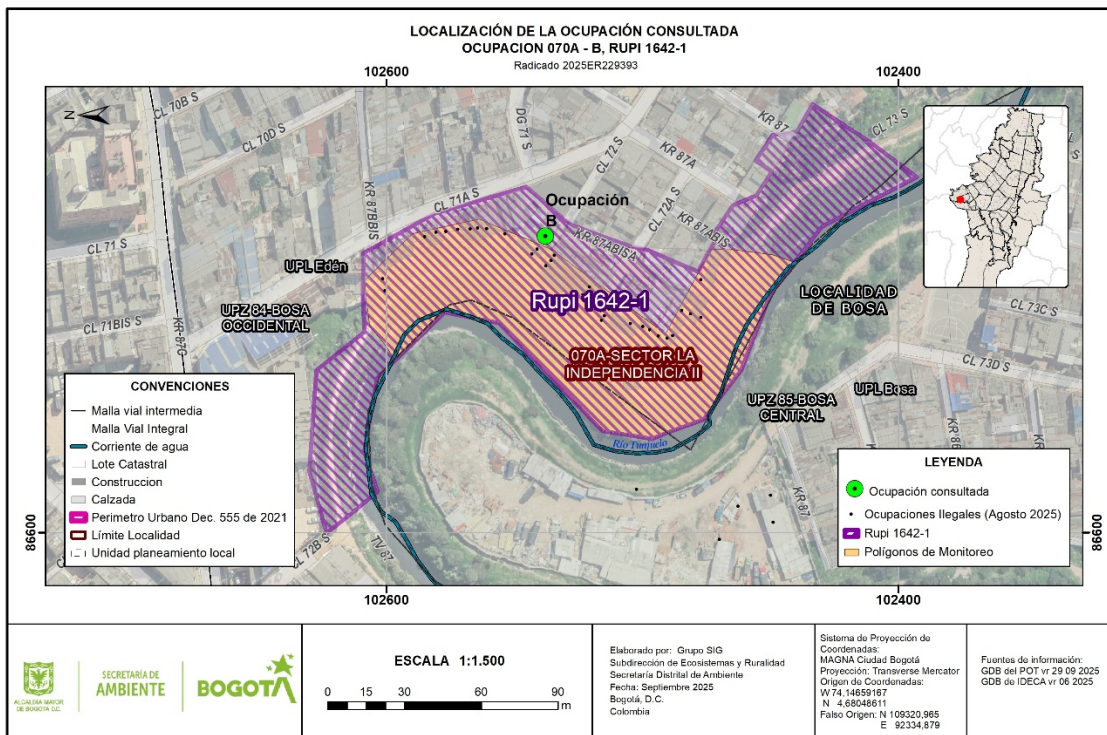 LOCALIZACIÓN DE LA OCUPACIÓN CONSULTADA
OCUPACION 070A - B, RUPI 1642-1
Radicado 2025ER229393
102600
102400
N
CL 70B S
CL 70D S
DG 71 S
CL 72 S
KR 87A
KR 87
CL 73 S
KR 87BBIS
CL 71A S
CL 72A S
KR 87ABIS
KR 87ABISA
Ocupación
B
CL 71 S
UPL Edén
UPZ 84-BOSA
OCCIDENTAL
CL 71BIS S
KR 87C
Rupi 1642-1
LOCALIDAD
DE BOSA
CL 73C S
070A-SECTOR LA
INDEPENDENCIA II
CL 73D S
UPL Bosa
UPZ 85-BOSA
CENTRAL
Río Tunjuelo
KR 87
CL 72B S
TV 87
86600
86600
CONVENCIONES
Malla vial intermedia
Malla Vial Integral
Corriente de agua
Lote Catastral
Construccion
Calzada
Perimetro Urbano Dec. 555 de 2021
Límite Localidad
Unidad planeamiento local
LEYENDA
Ocupación consultada
Ocupaciones Ilegales (Agosto 2025)
Rupi 1642-1
Polígonos de Monitoreo
102600
102400
ALCALDÍA MAYOR
DE BOGOTÁ D.C.
SECRETARÍA DE
AMBIENTE
BOGOTÁ
ESCALA 1:1.500
0 15 30 60 90
m
Elaborado por: Grupo SIG
Subdirección de Ecosistemas y Ruralidad
Secretaría Distrital de Ambiente
Fecha: Septiembre 2025
Bogotá, D.C.
Colombia
Sistema de Proyección de
Coordenadas:
MAGNA Ciudad Bogotá
Proyección: Transverse Mercator
Origen de Coordenadas:
W 74,14659167
N 4,68048611
Falso Origen: N 109320,965
E 92334,879
Fuentes de información:
GDB del POT vr 29 09 2025
GDB de IDECA vr 06 2025